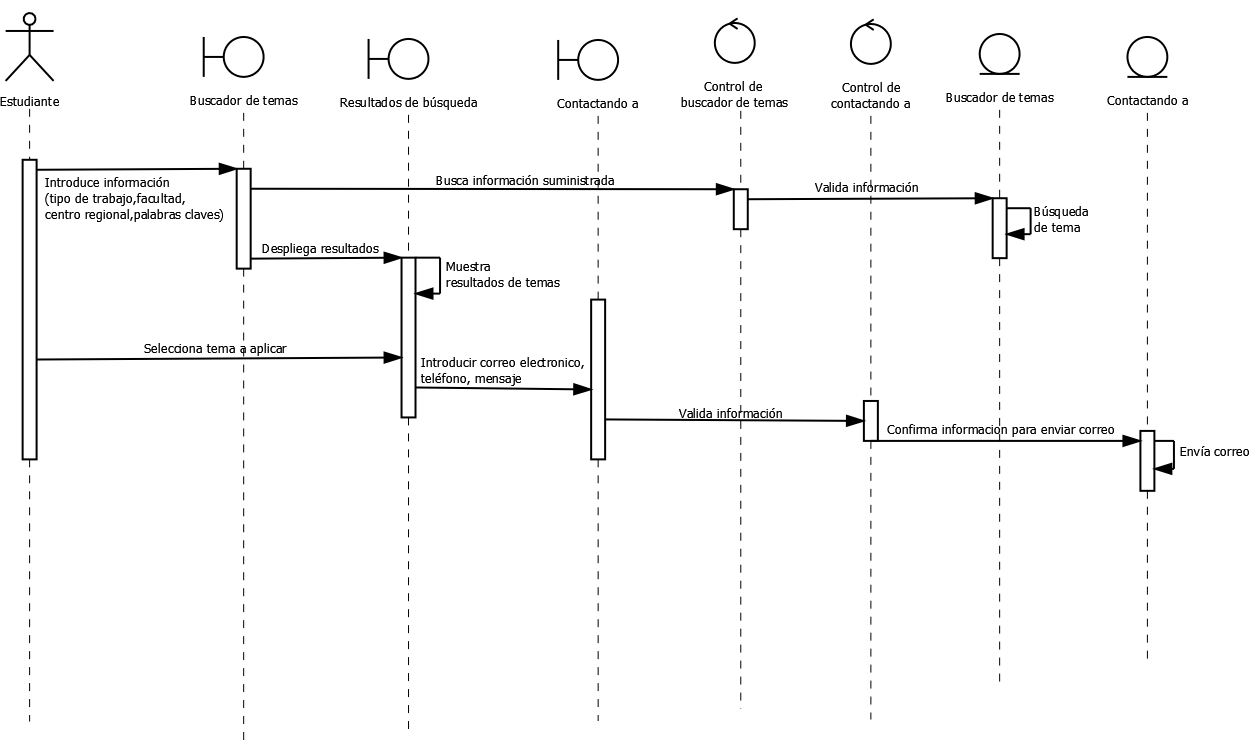 Estudiante
Buscador de temas
Resultados de búsqueda
Contactando a
Control de
buscador de temas
Control de
contactando a
Buscador de temas
Contactando a
Introduce información
(tipo de trabajo,facultad,
centro regional,palabras claves)
Busca información suministrada
Valida información
Búsqueda
de tema
Despliega resultados
Muestra
resultados de temas
Selecciona tema a aplicar
Introducir correo electronico,
teléfono, mensaje
Valida información
Confirma informacion para enviar correo
Envía correo